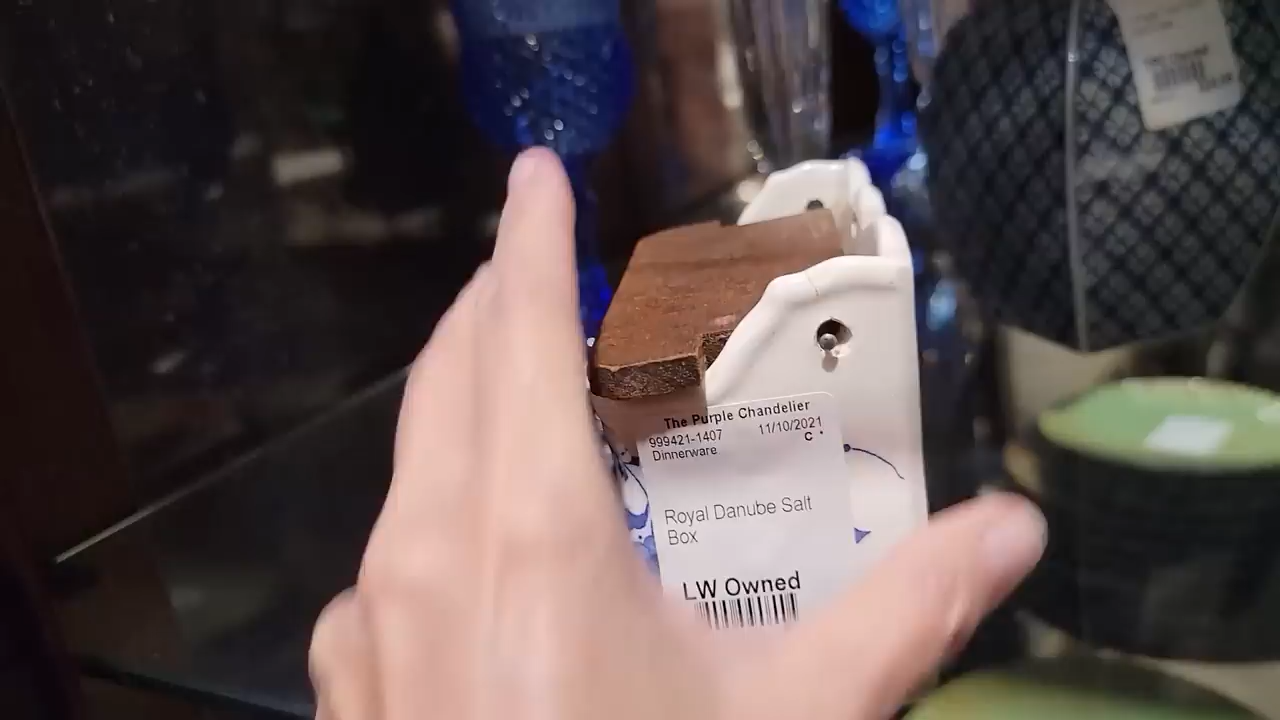 The Purple Chandelier
999421-1407 11/10/2021
Dinnerware C
Royal Danube Salt
Box
LW Owned